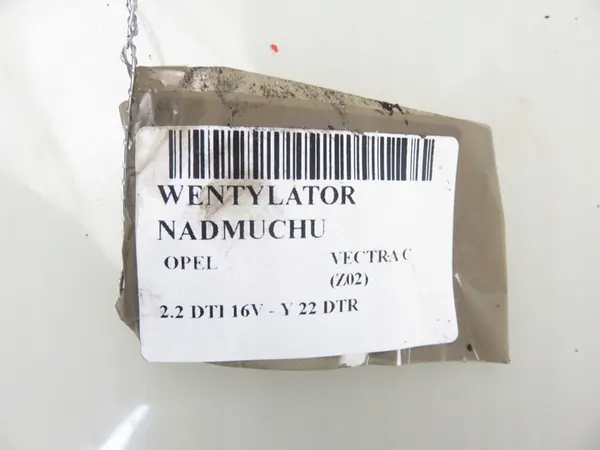 WENTYLATOR
NADMUCHU
OPEL VECTRA C
(Z02)
2.2 DTI 16V - Y 22 DTR